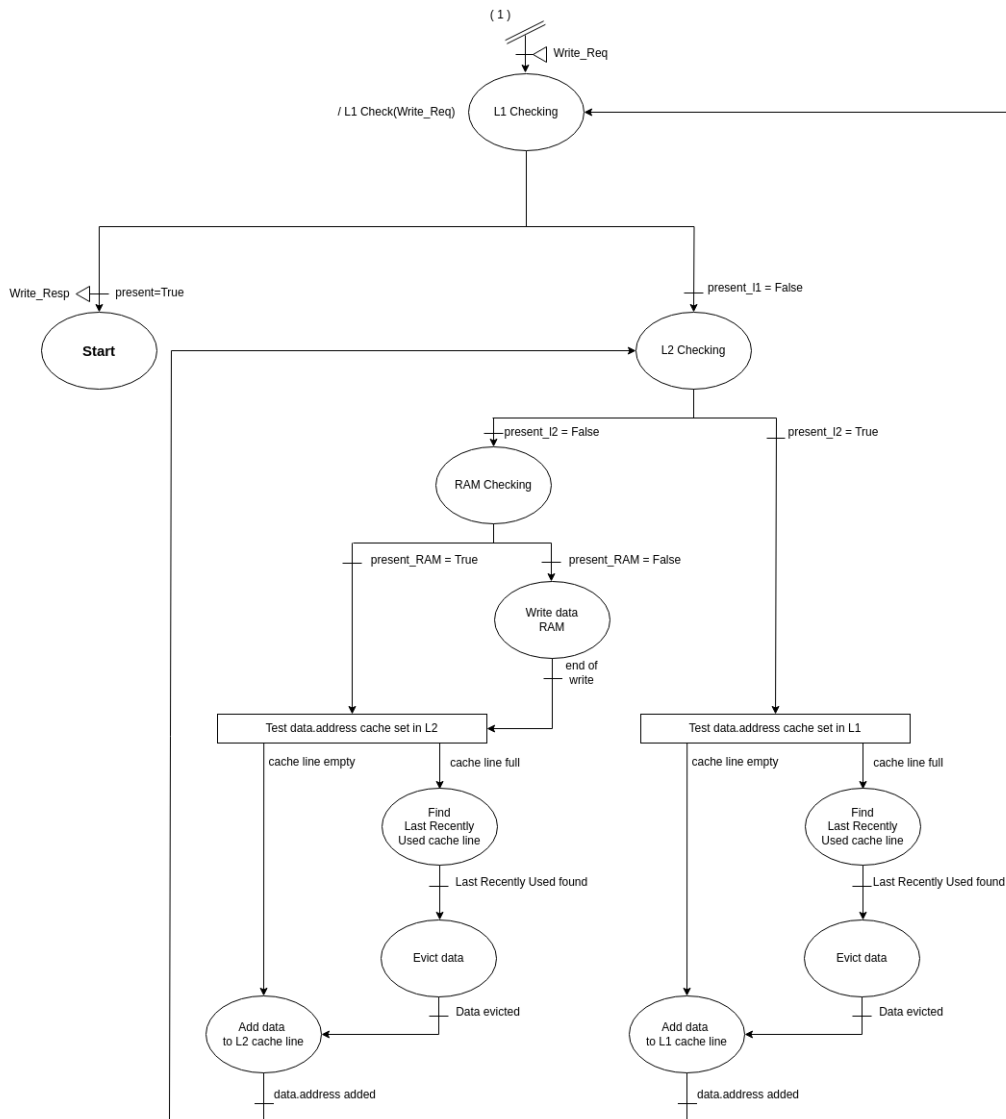 ( 1 )
Write_Req
/ L1 Check(Write_Req)
L1 Checking
Write_Resp
present=True
present_l1 = False
Start
L2 Checking
present_l2 = False
present_l2 = True
RAM Checking
present_RAM = True
present_RAM = False
Write data
RAM
end of
write
Test data.address cache set in L2
Test data.address cache set in L1
cache line empty
cache line full
cache line empty
cache line full
Find
Last Recently
Used cache line
Find
Last Recently
Used cache line
Last Recently Used found
Last Recently Used found
Evict data
Evict data
Data evicted
Data evicted
Add data
to L2 cache line
Add data
to L1 cache line
data.address added
data.address added